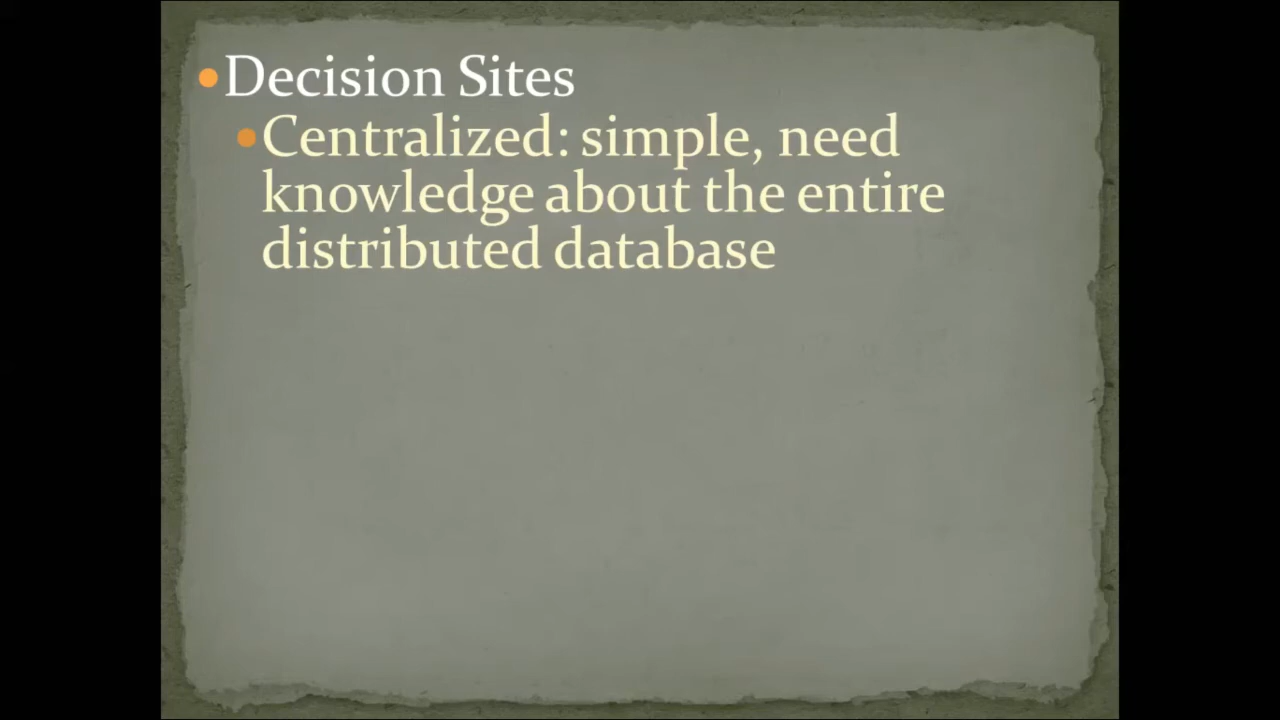 •Decision Sites
•Centralized: simple, need
knowledge about the entire
distributed database